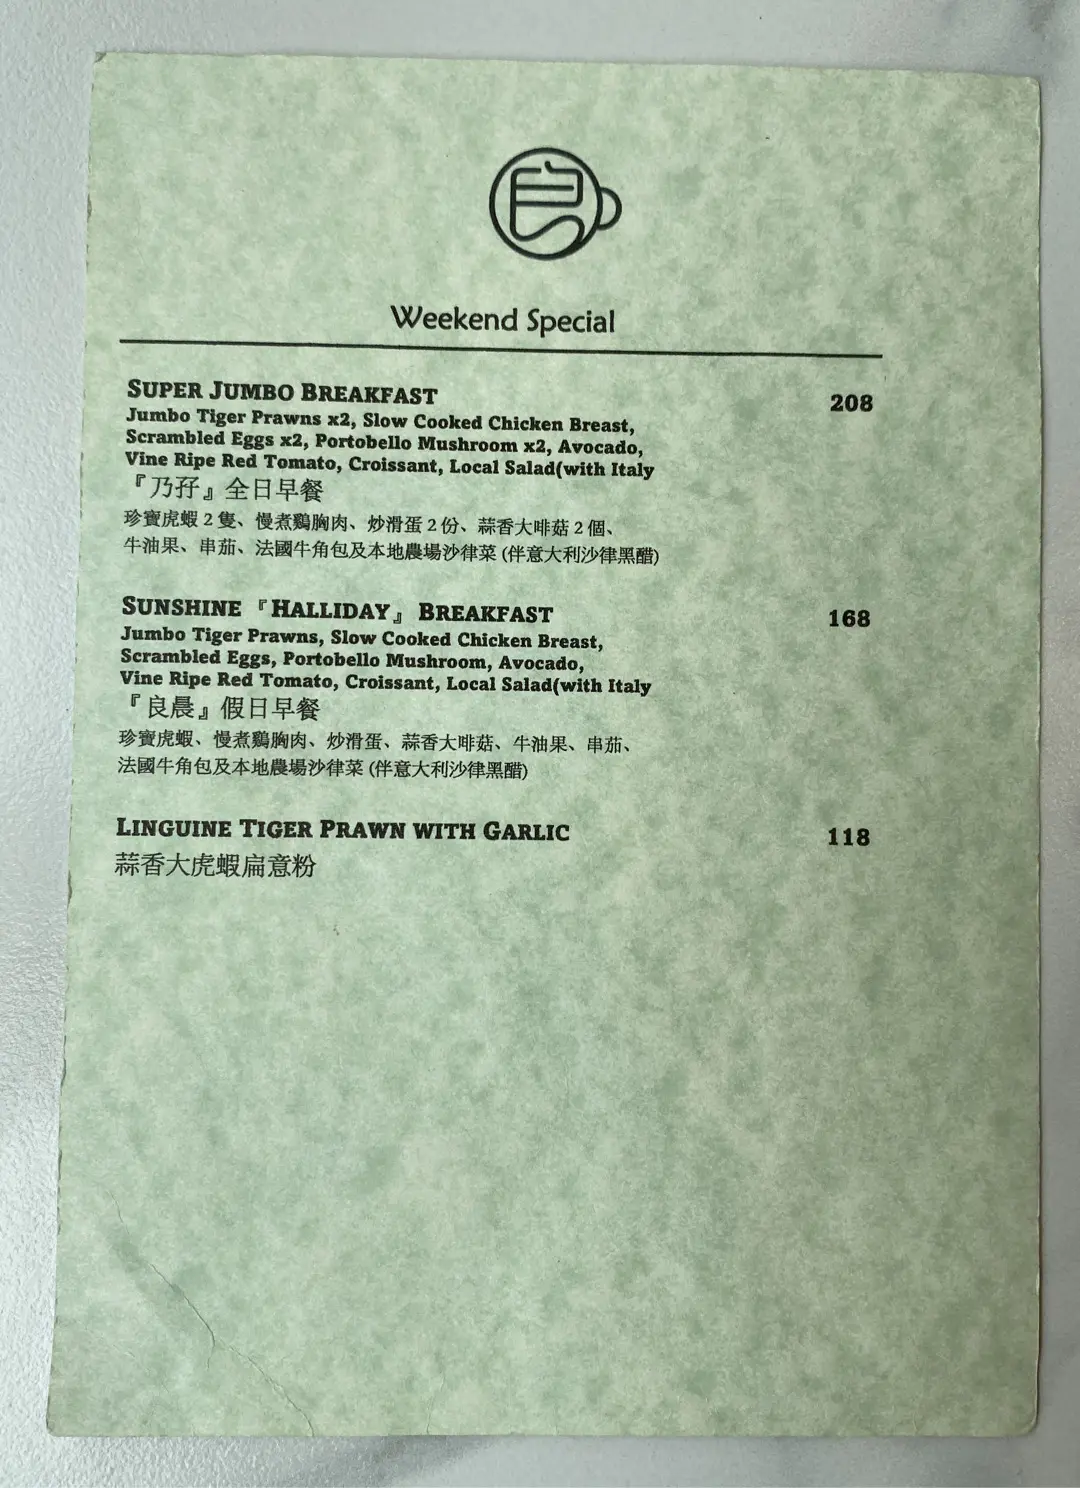 良
Weekend Special
SUPER JUMBO BREAKFAST 208
Jumbo Tiger Prawns x2, Slow Cooked Chicken Breast,
Scrambled Eggs x2, Portobello Mushroom x2, Avocado,
Vine Ripe Red Tomato, Croissant, Local Salad(with Italy
『乃孖』全日早餐
珍寶虎蝦 2 隻、慢煮鷄胸肉、炒滑蛋 2 份、蒜香大啡菇 2 個、
牛油果、串茄、法國牛角包及本地農場沙律菜 (伴意大利沙律黑醋)
SUNSHINE 『HALLIDAY』 BREAKFAST 168
Jumbo Tiger Prawns, Slow Cooked Chicken Breast,
Scrambled Eggs, Portobello Mushroom, Avocado,
Vine Ripe Red Tomato, Croissant, Local Salad(with Italy
『良晨』假日早餐
珍寶虎蝦、慢煮鷄胸肉、炒滑蛋、蒜香大啡菇、牛油果、串茄、
法國牛角包及本地農場沙律菜 (伴意大利沙律黑醋)
LINGUINE TIGER PRAWN WITH GARLIC 118
蒜香大虎蝦扁意粉